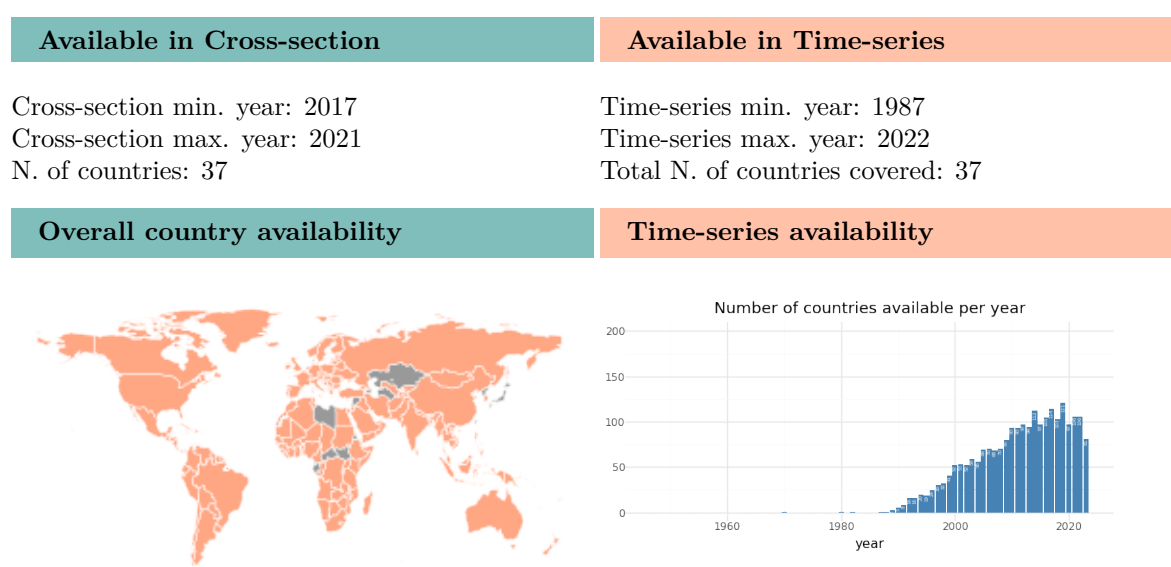 Available in Cross-section
Available in Time-series
Cross-section min. year: 2017
Cross-section max. year: 2021
N. of countries: 37
Time-series min. year: 1987
Time-series max. year: 2022
Total N. of countries covered: 37
Overall country availability
Time-series availability
Number of countries available per year
200
150
100
50
0
1960 1980 2000 2020
year